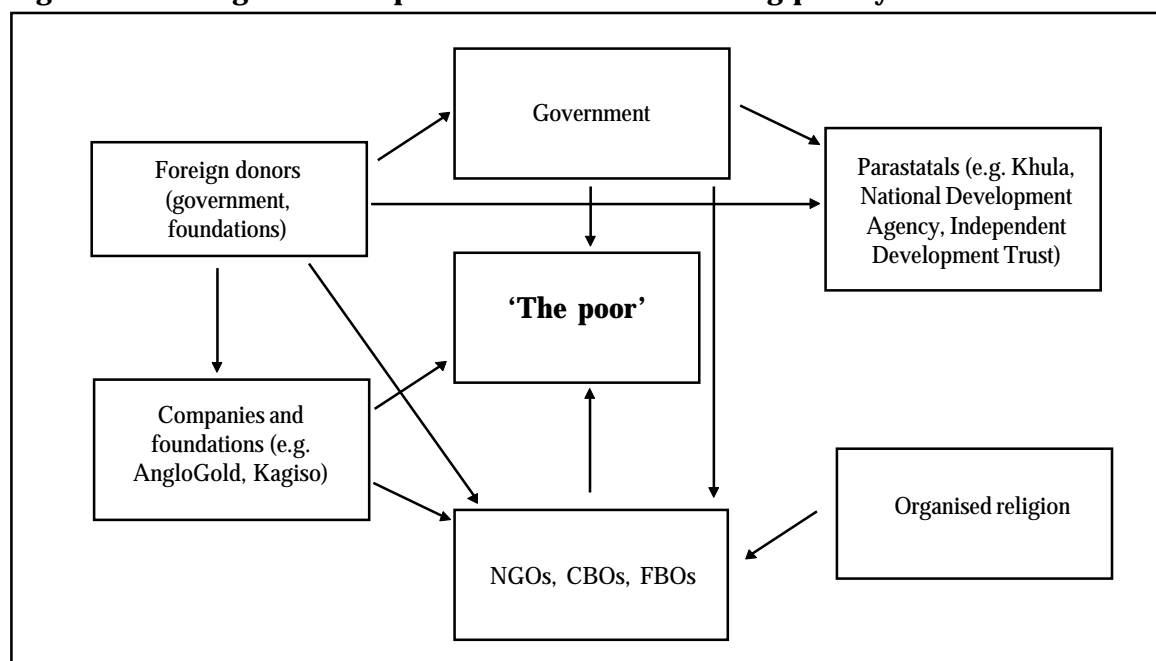 Government
Foreign donors
(government,
foundations)
Parastatals (e.g. Khula,
National Development
Agency, Independent
Development Trust)
‘The poor’
Companies and
foundations (e.g.
AngloGold, Kagiso)
Organised religion
NGOs, CBOs, FBOs